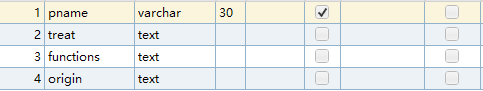 1 pname varchar 30
2 treat text
3 functions text
4 origin text